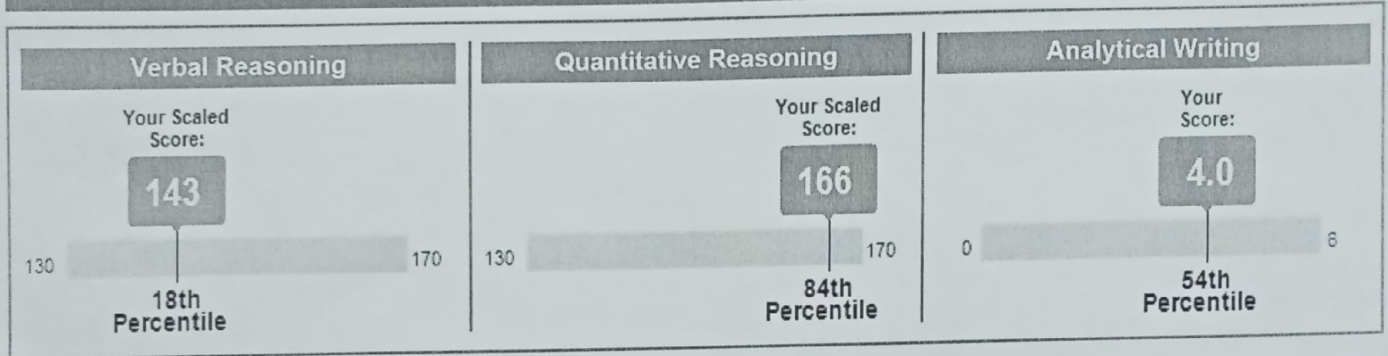 Verbal Reasoning
Your Scaled
Score:
143
130
170
18th
Percentile
Quantitative Reasoning
Your Scaled
Score:
166
130
170
84th
Percentile
Analytical Writing
Your
Score:
4.0
0
6
54th
Percentile